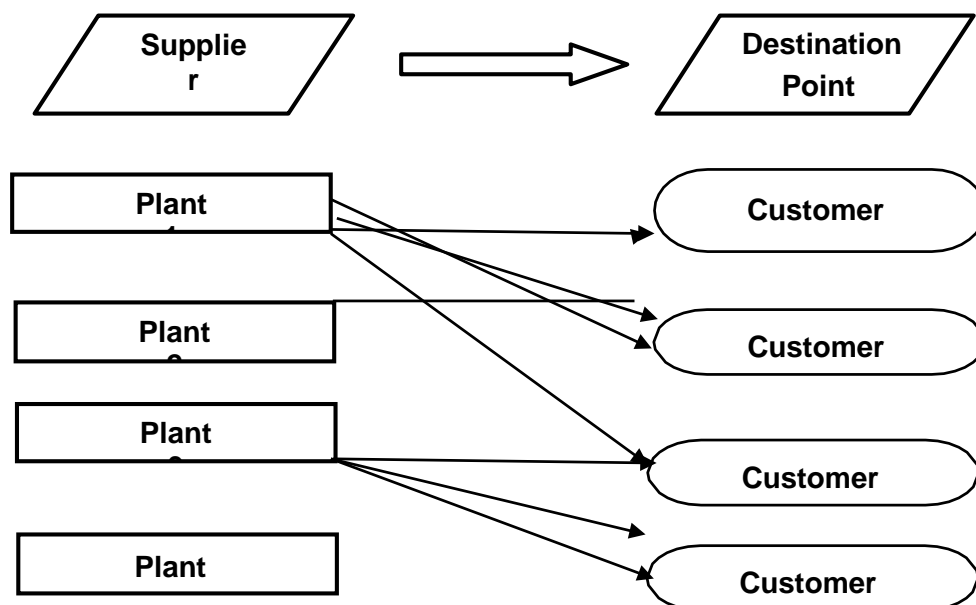 Supplie
r
Destination
Point
Plant
Customer
Plant
Customer
Plant
Customer
Plant
Customer